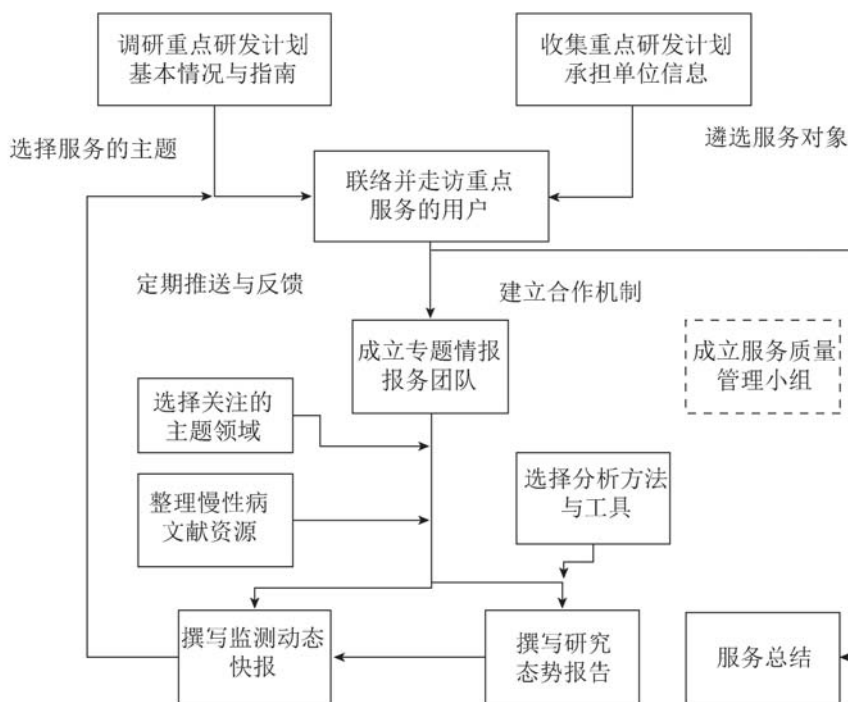 调研重点研发计划
基本情况与指南
收集重点研发计划
承担单位信息
选择服务的主题
遴选服务对象
联络并走访重点
服务的用户
定期推送与反馈
建立合作机制
成立专题情报
报务团队
成立服务质量
管理小组
选择关注的
主题领域
选择分析方法
与工具
整理慢性病
文献资源
撰写监测动态
快报
撰写研究
态势报告
服务总结